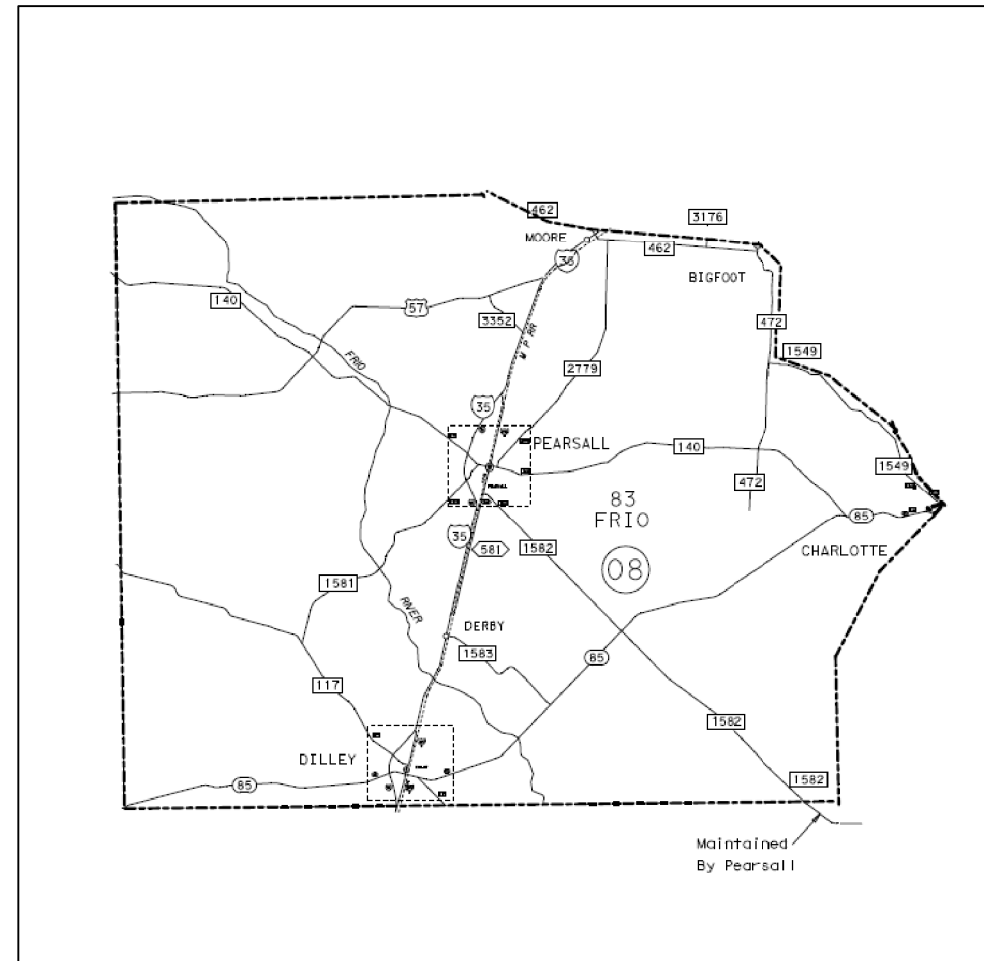 462
3176
MOORE
462
36
BIGFOOT
140
57
3352
M P RR
472
1549
FRIO
2779
35
PEARSALL
140
1549
PEARSALL
472
83
FRIO
85
35
581
1582
CHARLOTTE
08
1581
RIVER
DERBY
1583
85
117
1582
DILLEY
85
1582
Maintained
By Pearsall